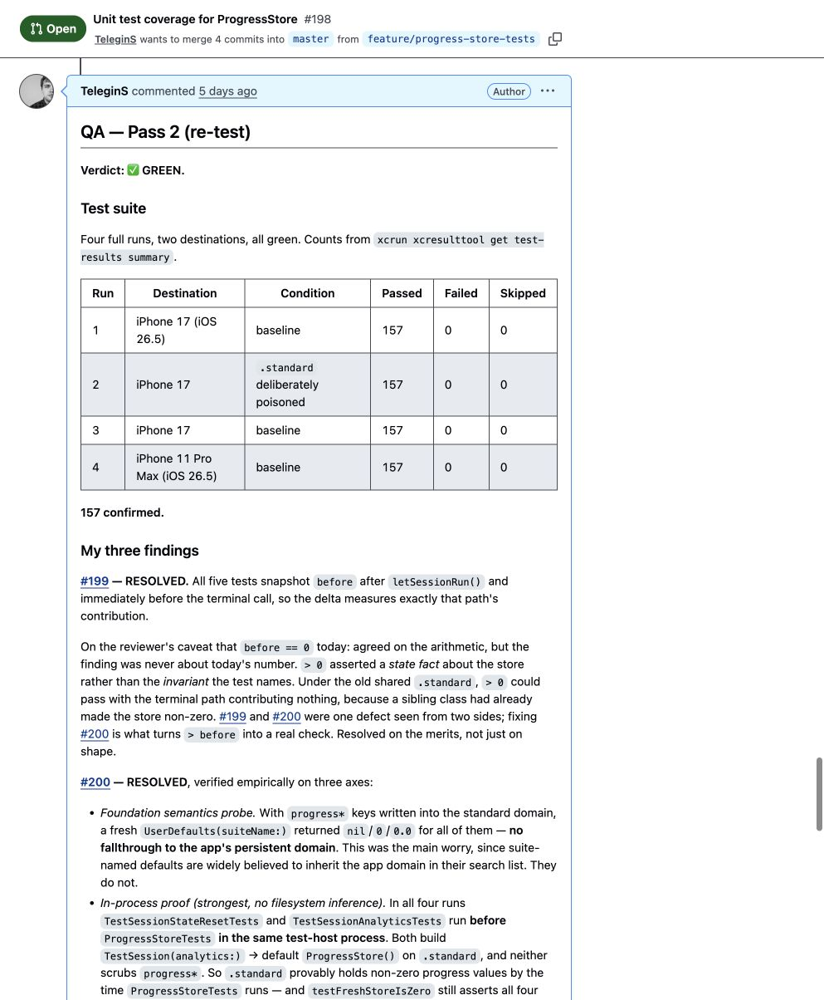 Open
Unit test coverage for ProgressStore #198
TeleginS wants to merge 4 commits into master from feature/progress-store-tests
TeleginS commented 5 days ago
Author
QA — Pass 2 (re-test)
Verdict: ✅ GREEN.
Test suite
Four full runs, two destinations, all green. Counts from xcrun xcresulttool get test-
results summary.
Run Destination Condition Passed Failed Skipped
1 iPhone 17 (iOS 26.5) baseline 157 0 0
2 iPhone 17 .standard deliberately poisoned 157 0 0
3 iPhone 17 baseline 157 0 0
4 iPhone 11 Pro Max (iOS 26.5) baseline 157 0 0
157 confirmed.
My three findings
#199 — RESOLVED. All five tests snapshot before after letSessionRun() and
immediately before the terminal call, so the delta measures exactly that path's
contribution.
On the reviewer's caveat that before == 0 today: agreed on the arithmetic, but the
finding was never about today's number. > 0 asserted a state fact about the store
rather than the invariant the test names. Under the old shared .standard, > 0 could
pass with the terminal path contributing nothing, because a sibling class had already
made the store non-zero. #199 and #200 were one defect seen from two sides; fixing
#200 is what turns > before into a real check. Resolved on the merits, not just on
shape.
#200 — RESOLVED, verified empirically on three axes:
• Foundation semantics probe. With progress* keys written into the standard domain,
a fresh UserDefaults(suiteName:) returned nil / 0 / 0.0 for all of them — no
fallthrough to the app's persistent domain. This was the main worry, since suite-
named defaults are widely believed to inherit the app domain in their search list. They
do not.
• In-process proof (strongest, no filesystem inference). In all four runs
TestSessionStateResetTests and TestSessionAnalyticsTests run before
ProgressStoreTests in the same test-host process. Both build
TestSession(analytics:) → default ProgressStore() on .standard, and neither
scrubs progress*. So .standard provably holds non-zero progress values by the
time ProgressStoreTests runs — and testFreshStoreIsZero still asserts all four